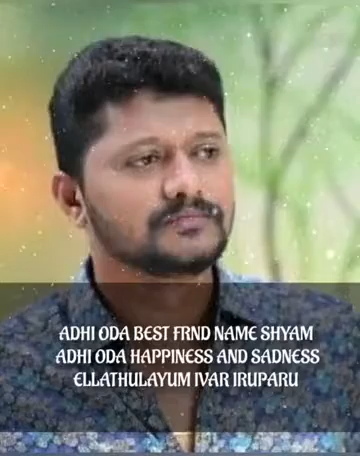 ADHI ODA BEST FRND NAME SHYAM
ADHI ODA HAPPINESS AND SADNESS
ELLATHULAYUM IVAR IRUPARU